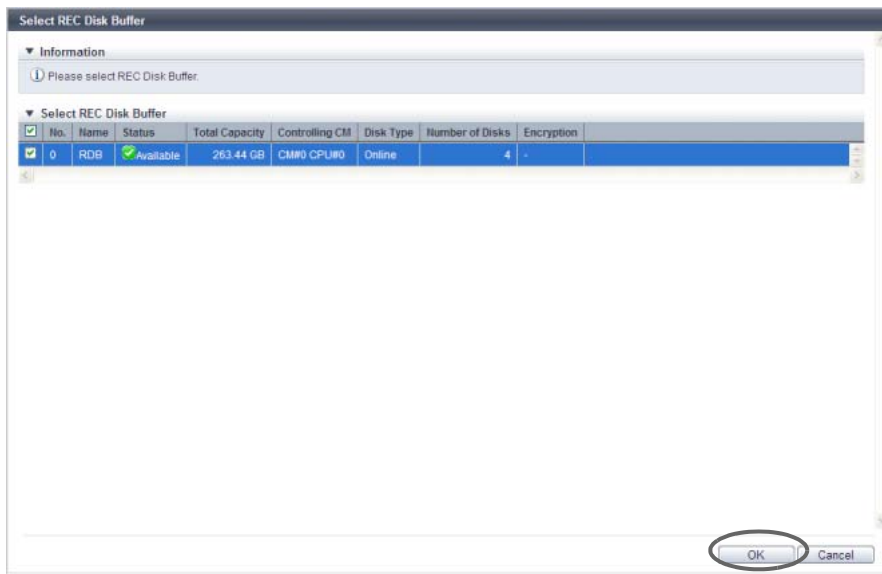 Select REC Disk Buffer
Information
Please select REC Disk Buffer.
Select REC Disk Buffer
No. Name Status Total Capacity Controlling CM Disk Type Number of Disks Encryption
0 RDB Available 263.44 GB CM#0 CPU#0 Online 4 -
OK Cancel